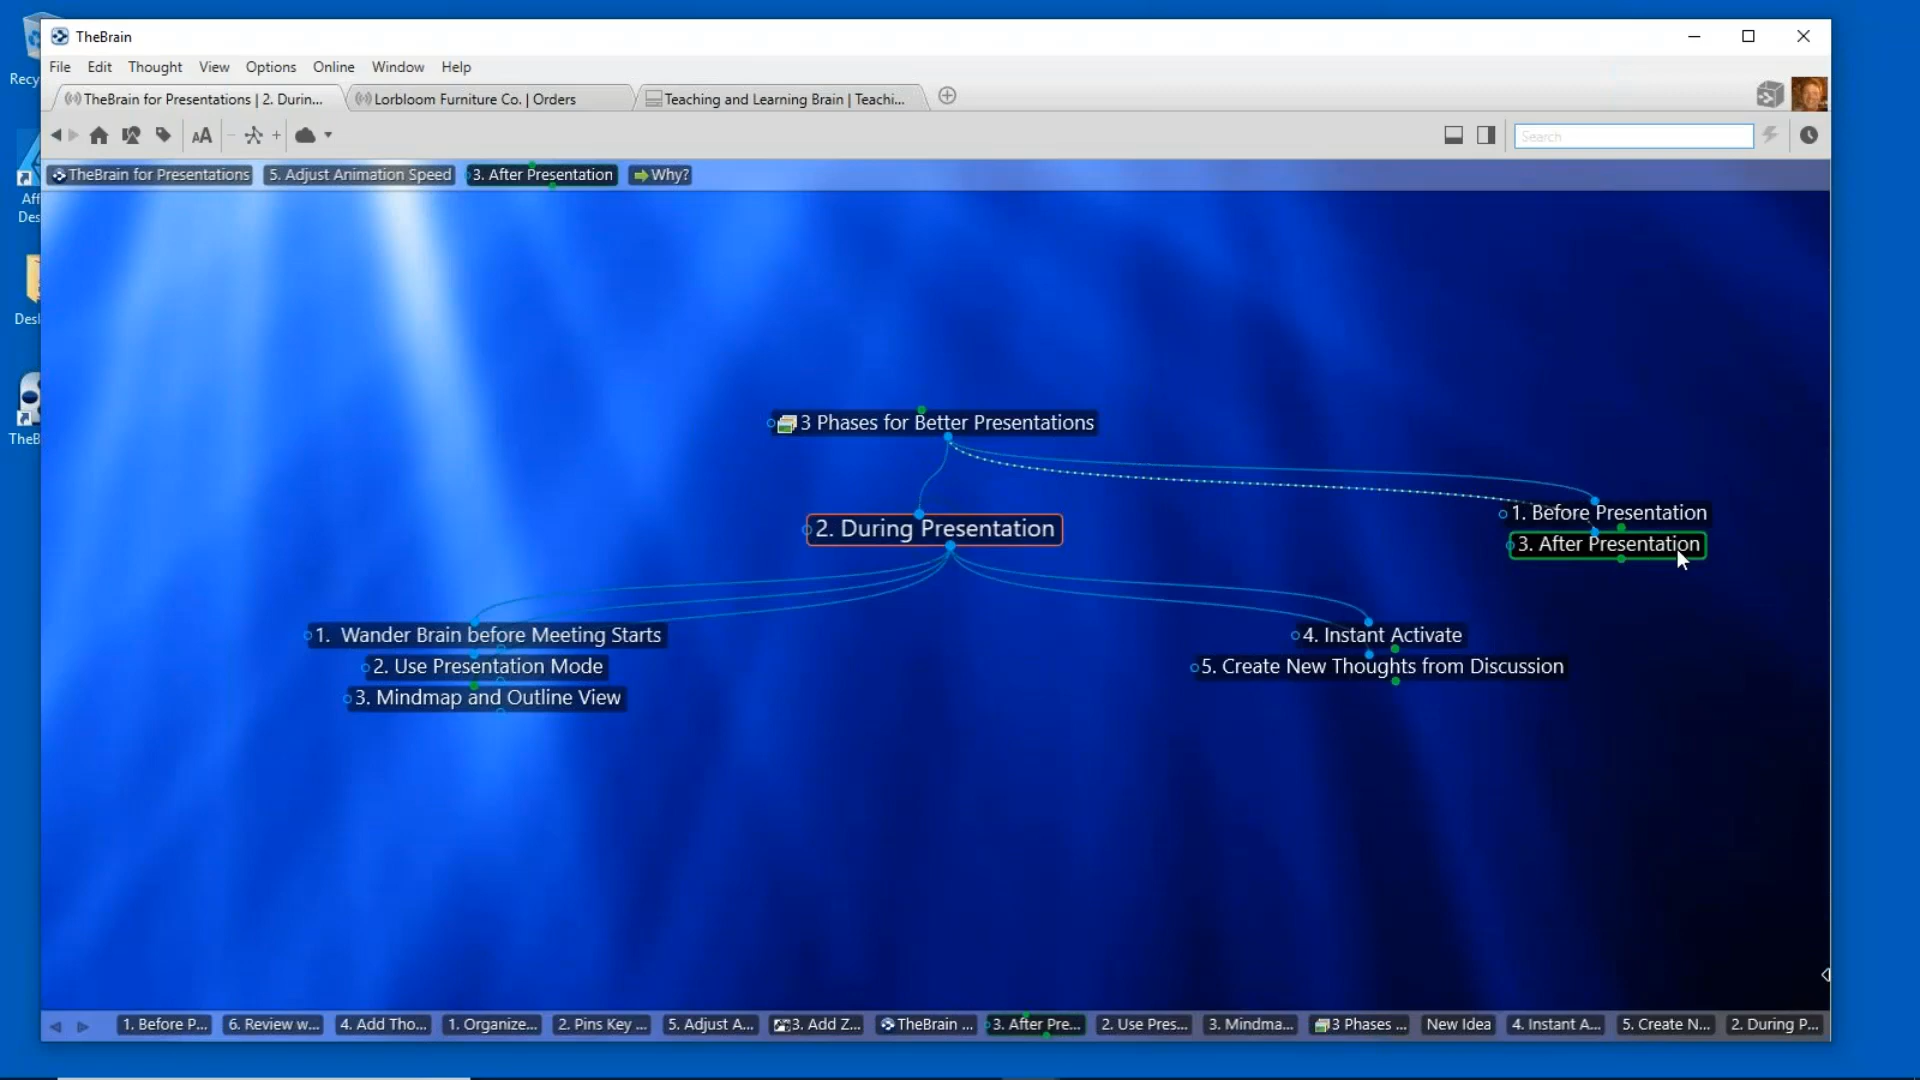 TheBrain
File Edit Thought View Options Online Window Help
TheBrain for Presentations | 2. Durin...
Lorbloom Furniture Co. | Orders
Teaching and Learning Brain | Teachi...
AA
Search
TheBrain for Presentations
5. Adjust Animation Speed
3. After Presentation
Why?
Recy
Aff
Des
Desl
TheB
3 Phases for Better Presentations
1. Before Presentation
2. During Presentation
3. After Presentation
1. Wander Brain before Meeting Starts
4. Instant Activate
2. Use Presentation Mode
5. Create New Thoughts from Discussion
3. Mindmap and Outline View
1. Before P... 6. Review w... 4. Add Tho... 1. Organize... 2. Pins Key ... 5. Adjust A... 3. Add Z... TheBrain ... 3. After Pre... 2. Use Pres... 3. Mindma... 3 Phases ... New Idea 4. Instant A... 5. Create N... 2. During P...